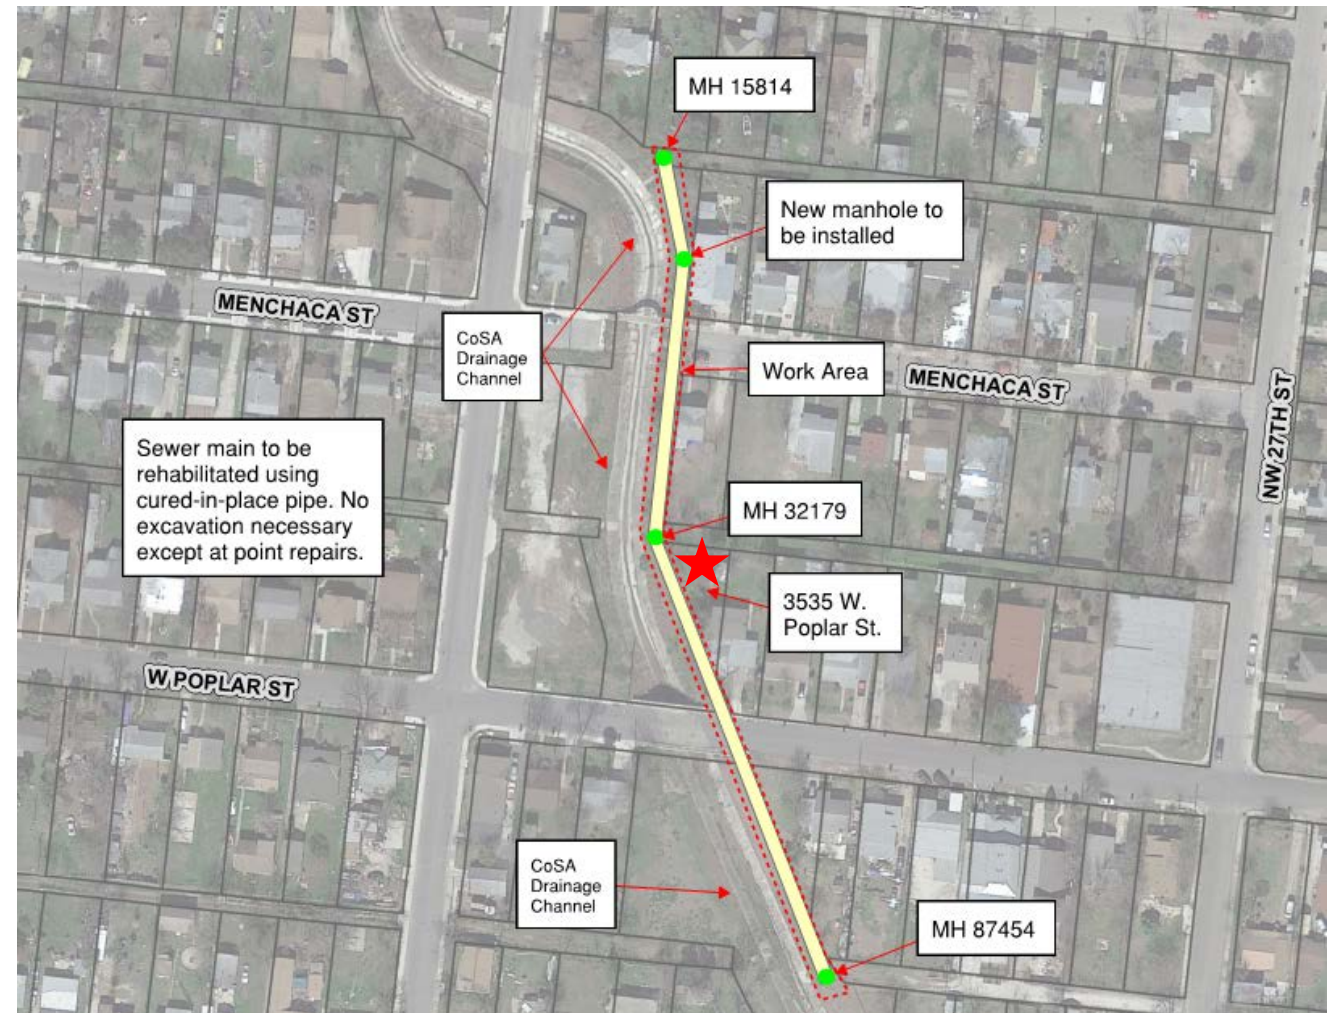 MH 15814
New manhole to
be installed
MENCHACA ST
CoSA
Drainage
Channel
Work Area
MENCHACA ST
NW 27TH ST
Sewer main to be
rehabilitated using
cured-in-place pipe. No
excavation necessary
except at point repairs.
MH 32179
3535 W.
Poplar St.
W POPLAR ST
CoSA
Drainage
Channel
MH 87454